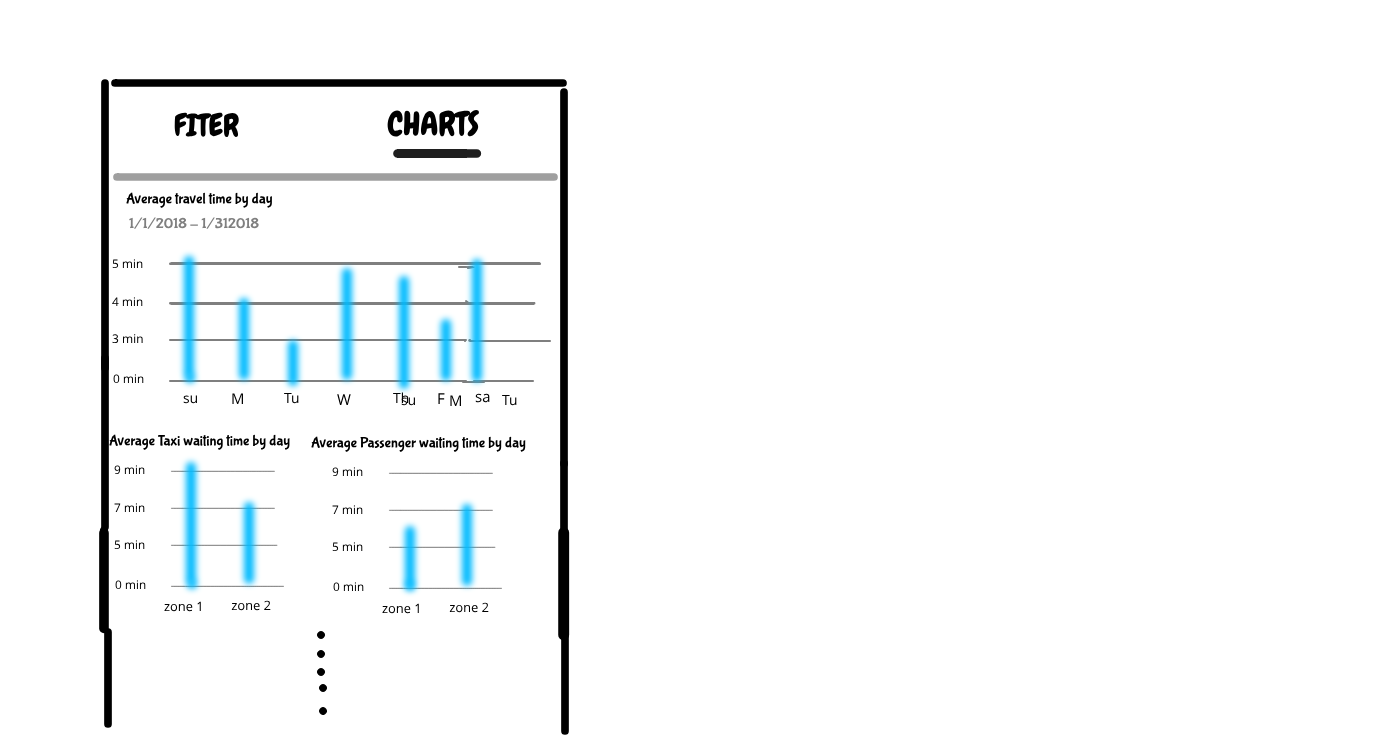 FITER CHARTS
Average travel time by day
1/1/2018 – 1/312018
5 min
4 min
3 min
0 min
su M Tu W Th su F M sa Tu
Average Taxi waiting time by day
9 min
7 min
5 min
0 min
zone 1 zone 2
Average Passenger waiting time by day
9 min
7 min
5 min
0 min
zone 1 zone 2